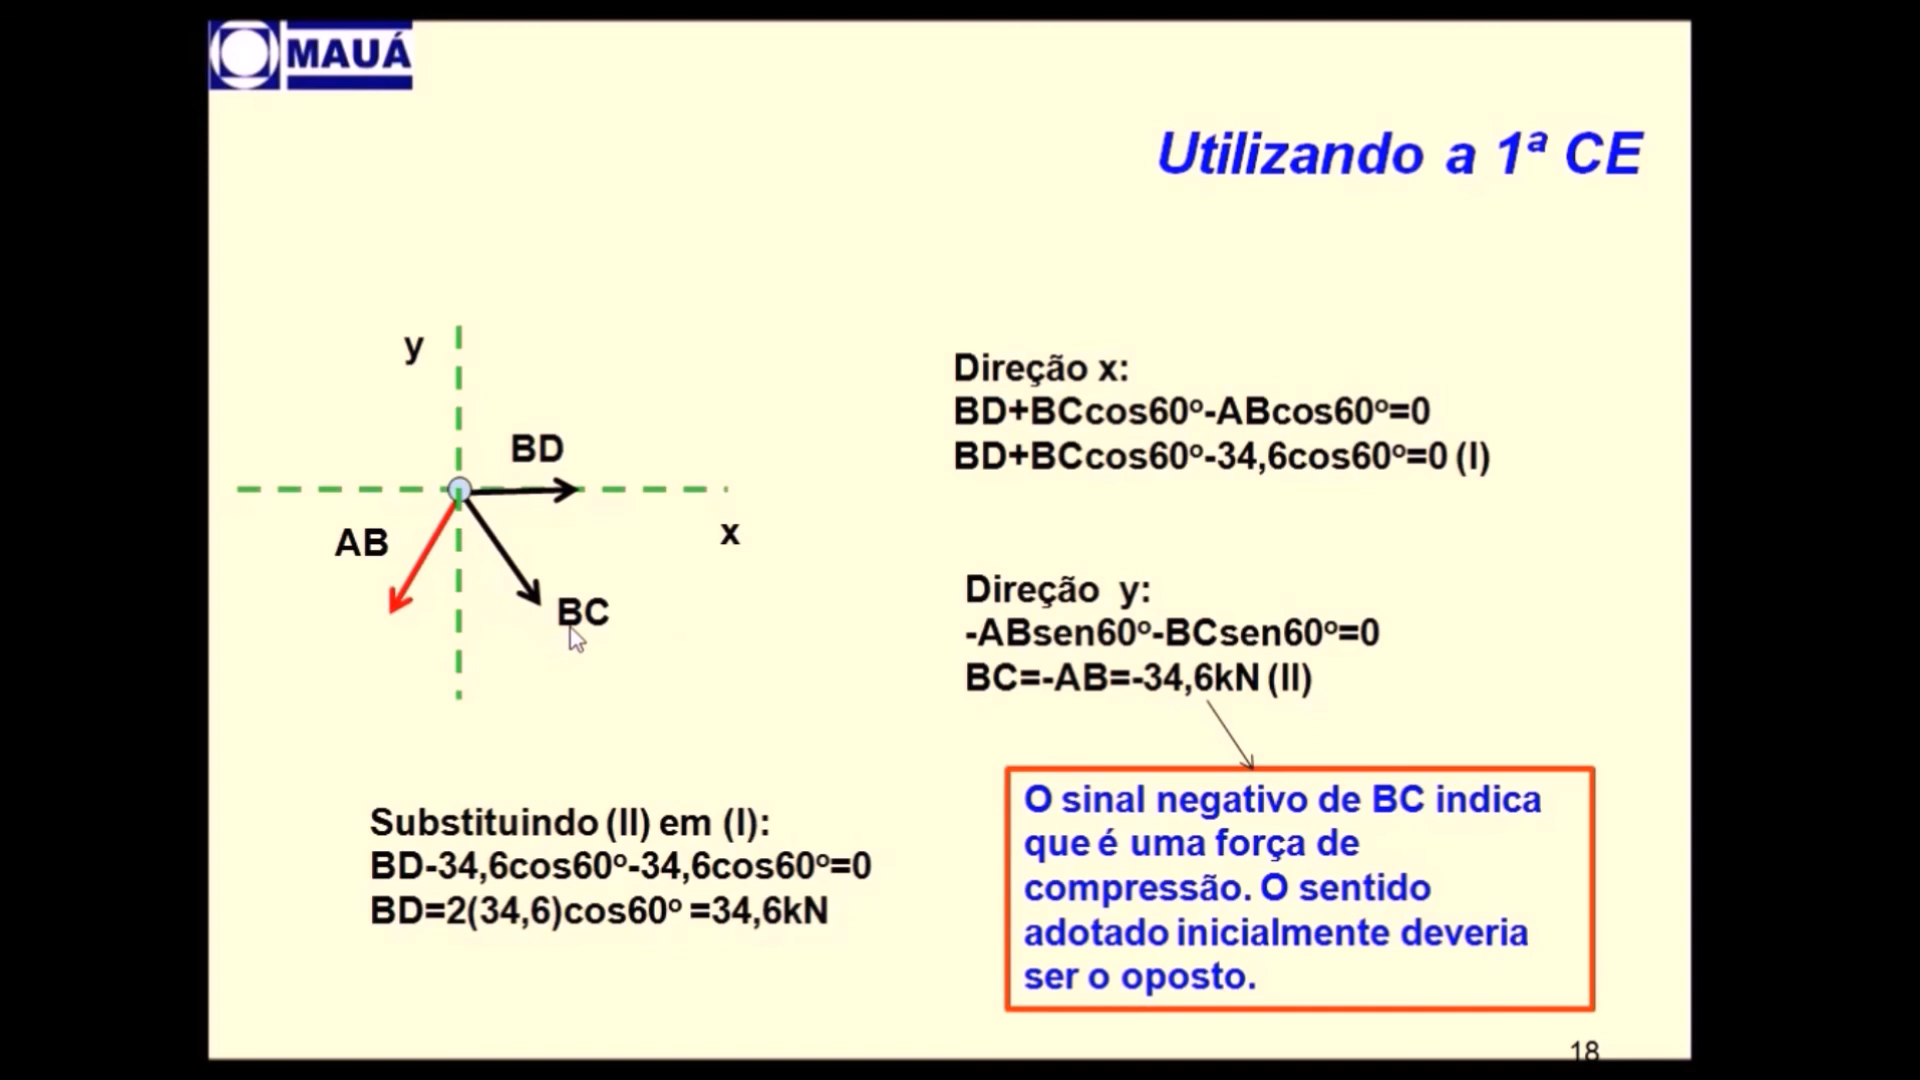 MAUÁ
Utilizando a 1ª CE
y
BD
x
AB
BC
Direção x:
BD+BCcos60º-ABcos60º=0
BD+BCcos60º-34,6cos60º=0 (I)
Direção y:
-ABsen60º-BCsen60º=0
BC=-AB=-34,6kN (II)
Substituindo (II) em (I):
BD-34,6cos60º-34,6cos60º=0
BD=2(34,6)cos60º =34,6kN
O sinal negativo de BC indica
que é uma força de
compressão. O sentido
adotado inicialmente deveria
ser o oposto.
18